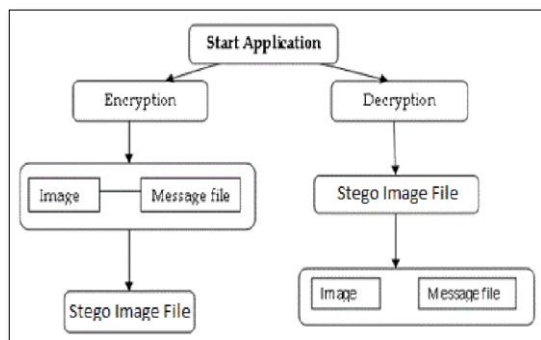 Start Application
Encryption
Decryption
Image
Message file
Stego Image File
Stego Image File
Image
Message file